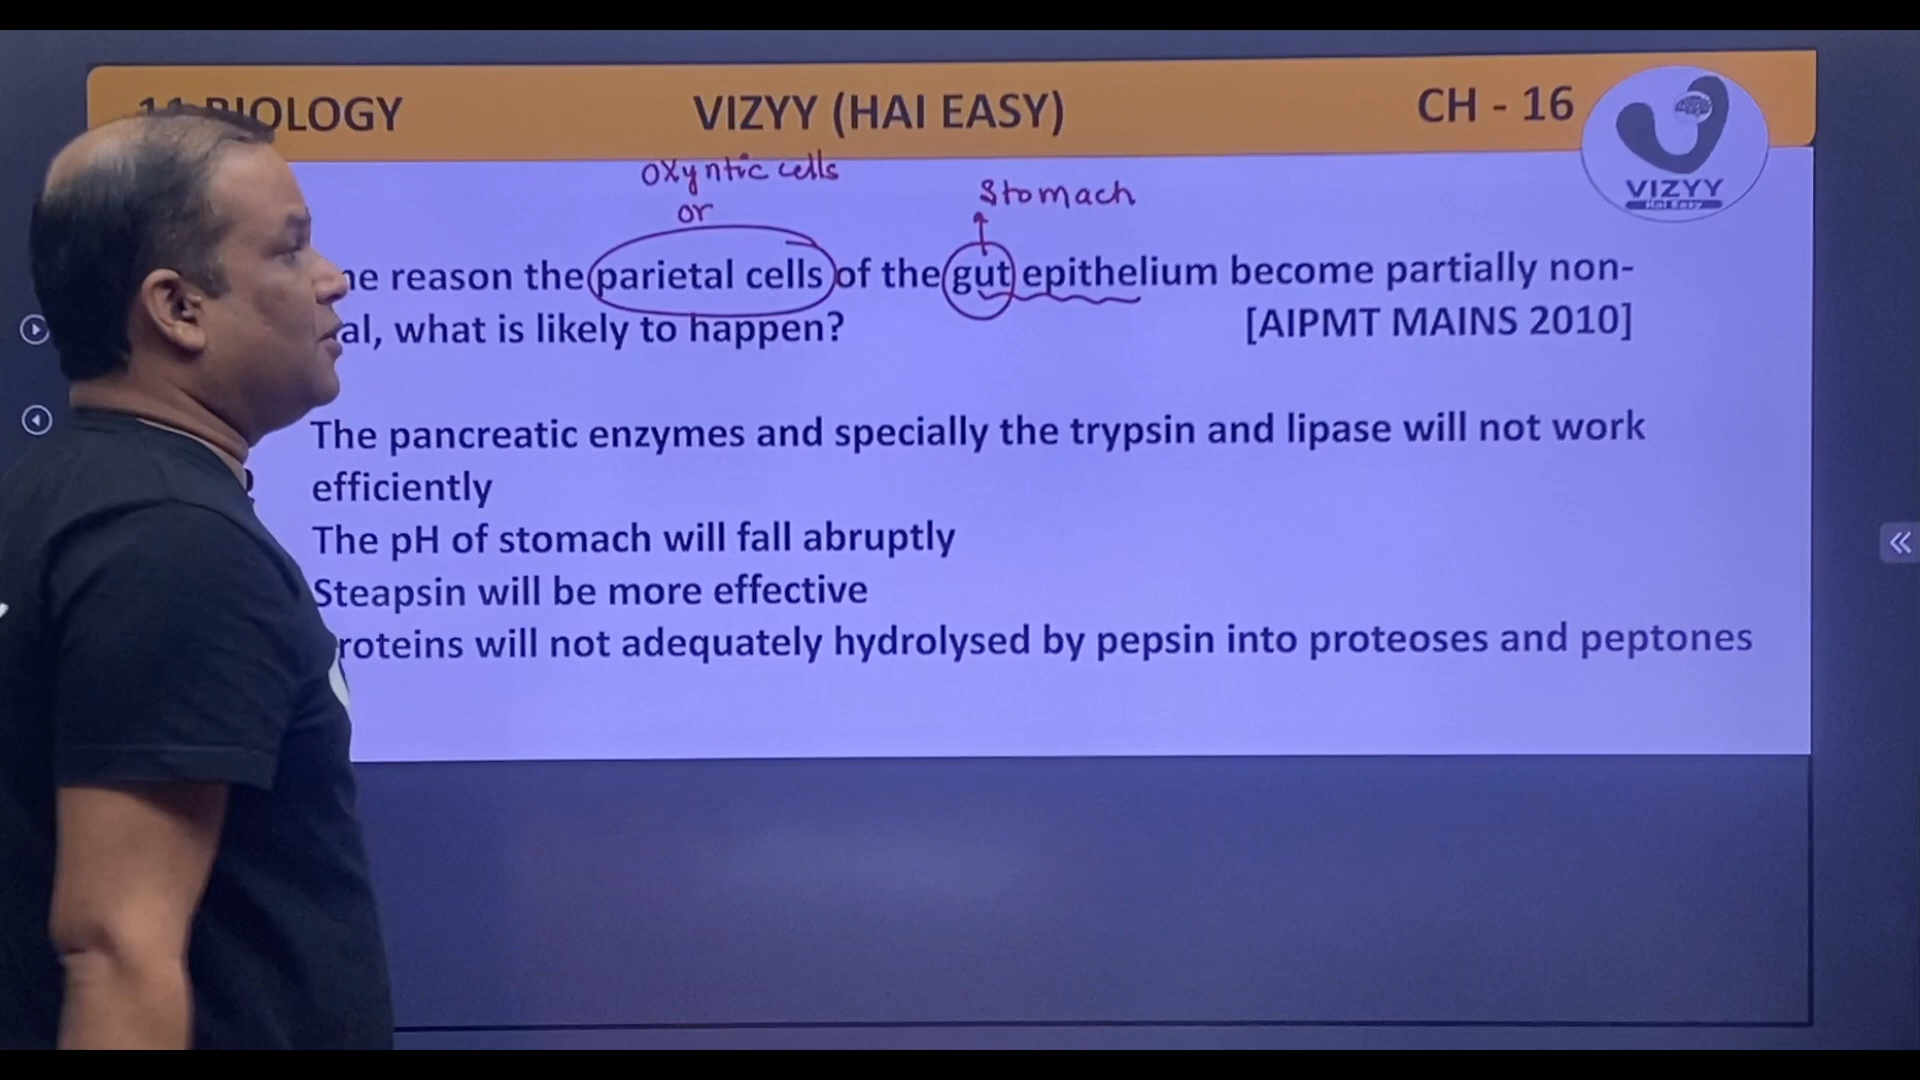 BIOLOGY VIZYY (HAI EASY) CH - 16
VIZYY
Hai Easy
oxyntic cells
or
Stomach
reason the parietal cells of the gut epithelium become partially non-
what is likely to happen? [AIPMT MAINS 2010]
The pancreatic enzymes and specially the trypsin and lipase will not work
efficiently
The pH of stomach will fall abruptly
Steapsin will be more effective
roteins will not adequately hydrolysed by pepsin into proteoses and peptones